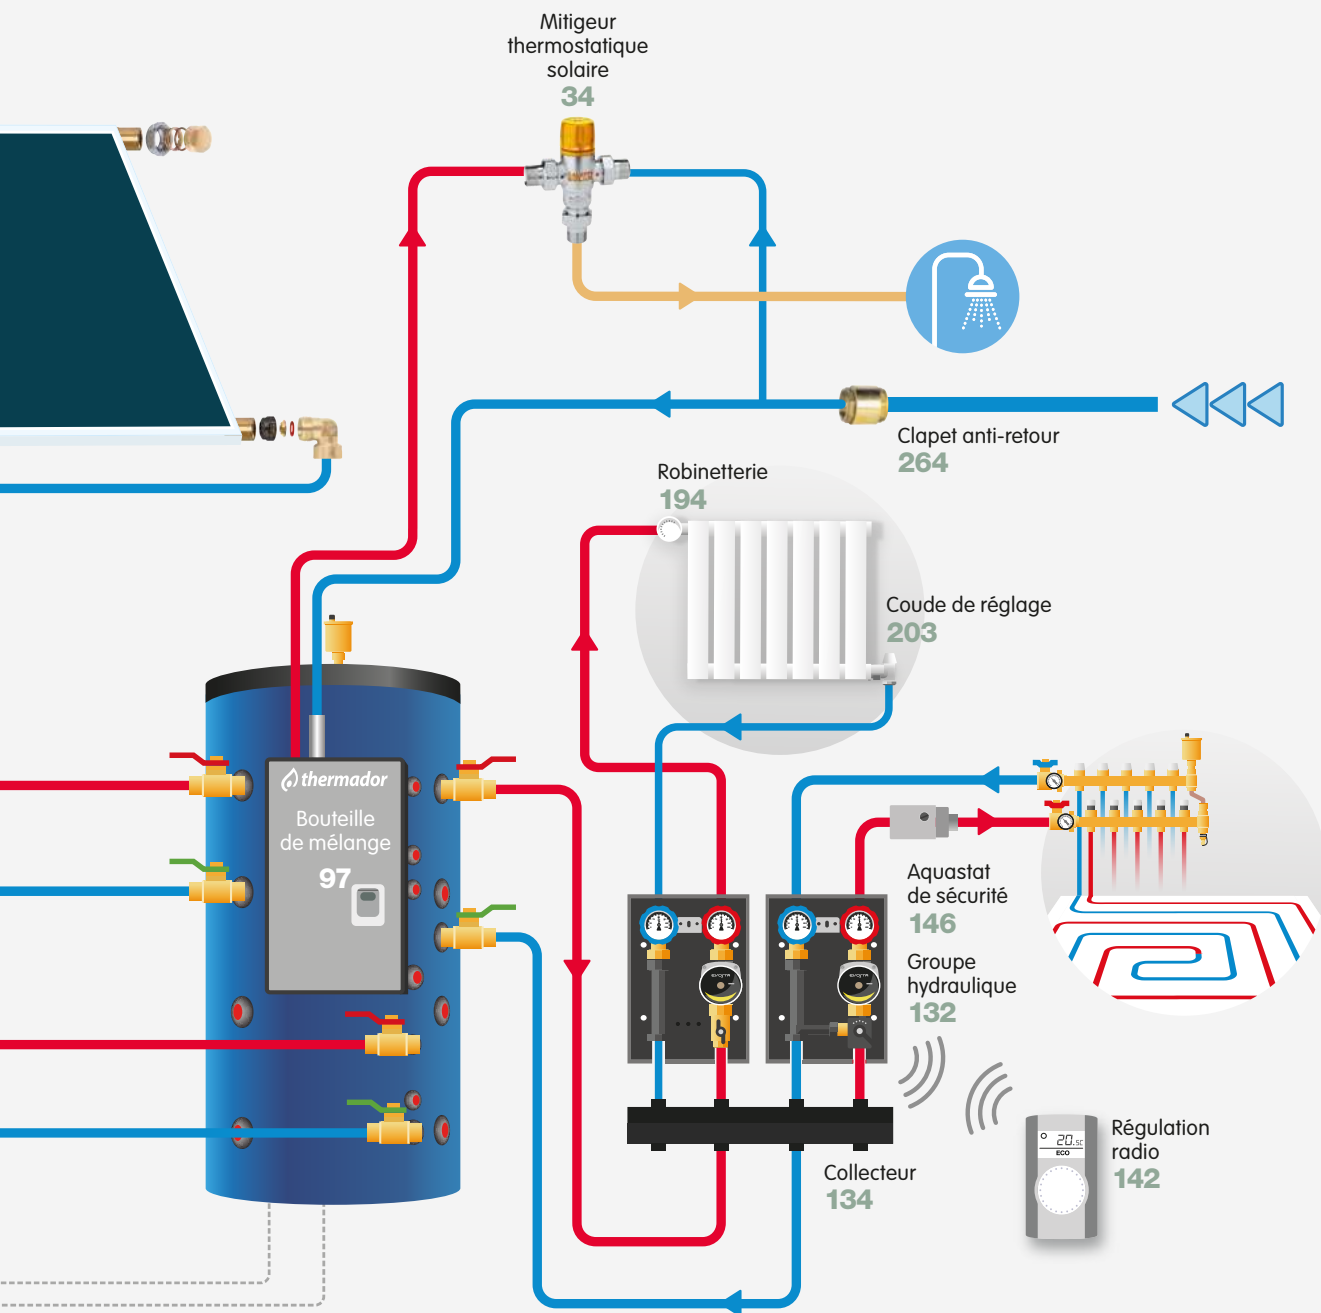 Mitigeur
thermostatique
solaire
34
Clapet anti-retour
264
Robinetterie
194
Coude de réglage
203
thermador
Bouteille
de mélange
97
Aquastat
de sécurité
146
Groupe
hydraulique
132
Collecteur
134
20.5c
ECO
Régulation
radio
142